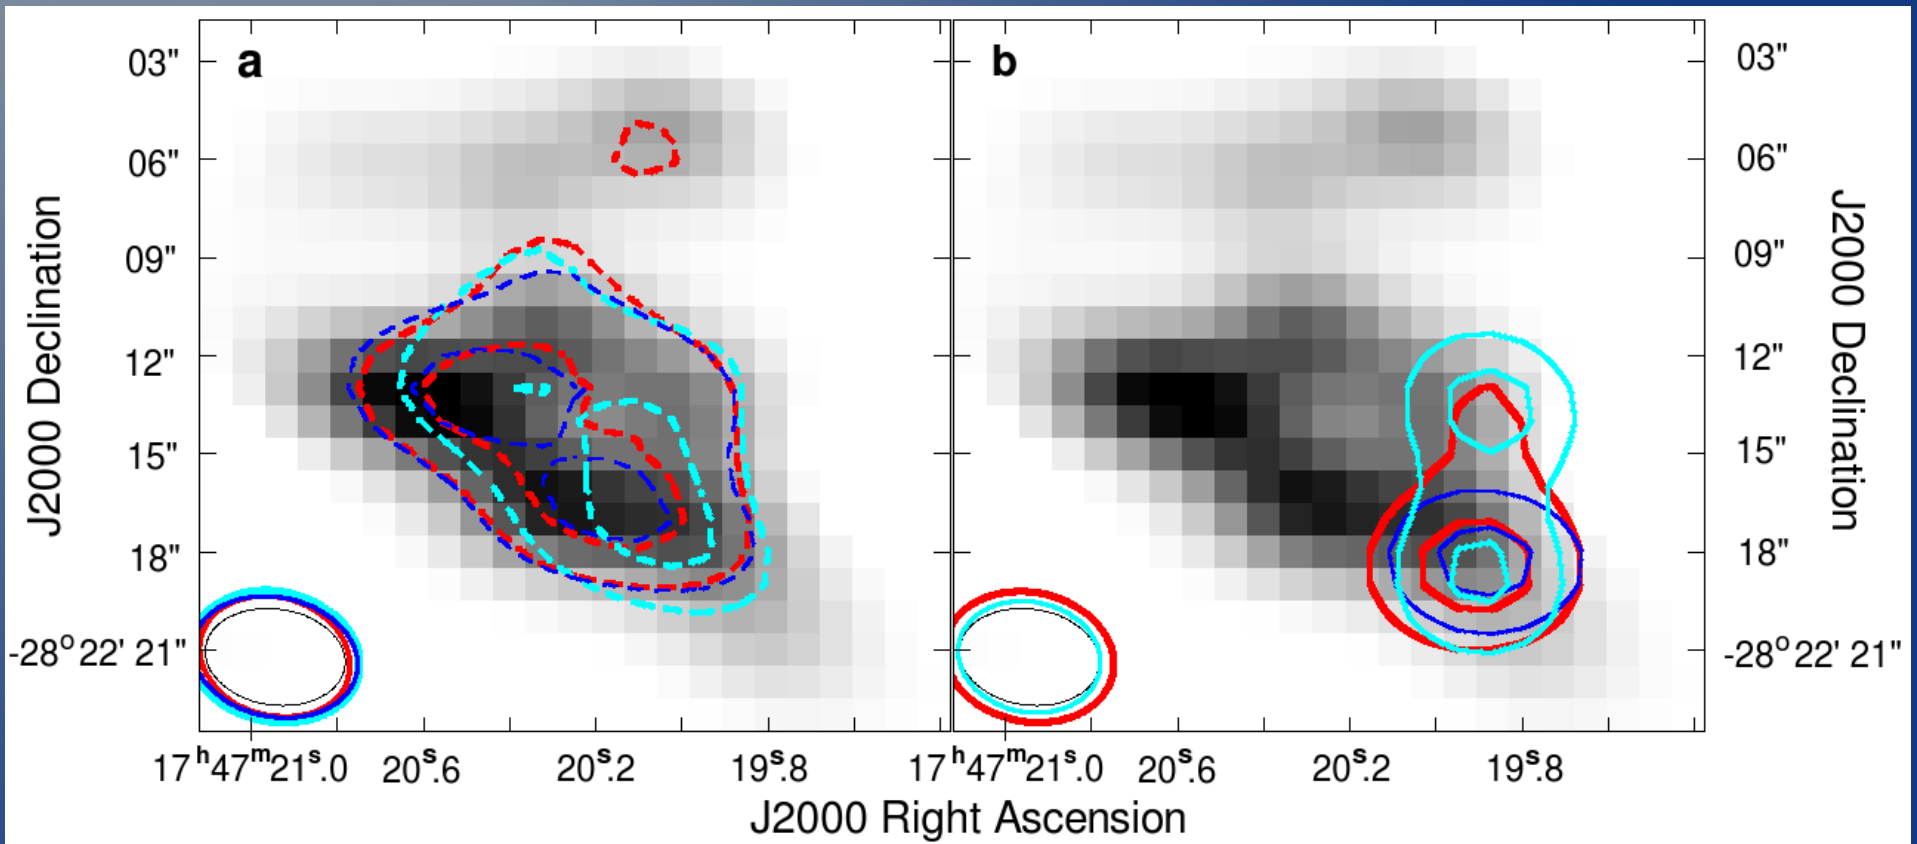 a
b
03"
06"
09"
12"
15"
18"
-28° 22' 21"
J2000 Declination
03"
06"
09"
12"
15"
18"
-28° 22' 21"
J2000 Declination
17ʰ47ᵐ21ˢ.0 20ˢ.6 20ˢ.2 19ˢ.8 17ʰ47ᵐ21ˢ.0 20ˢ.6 20ˢ.2 19ˢ.8
J2000 Right Ascension